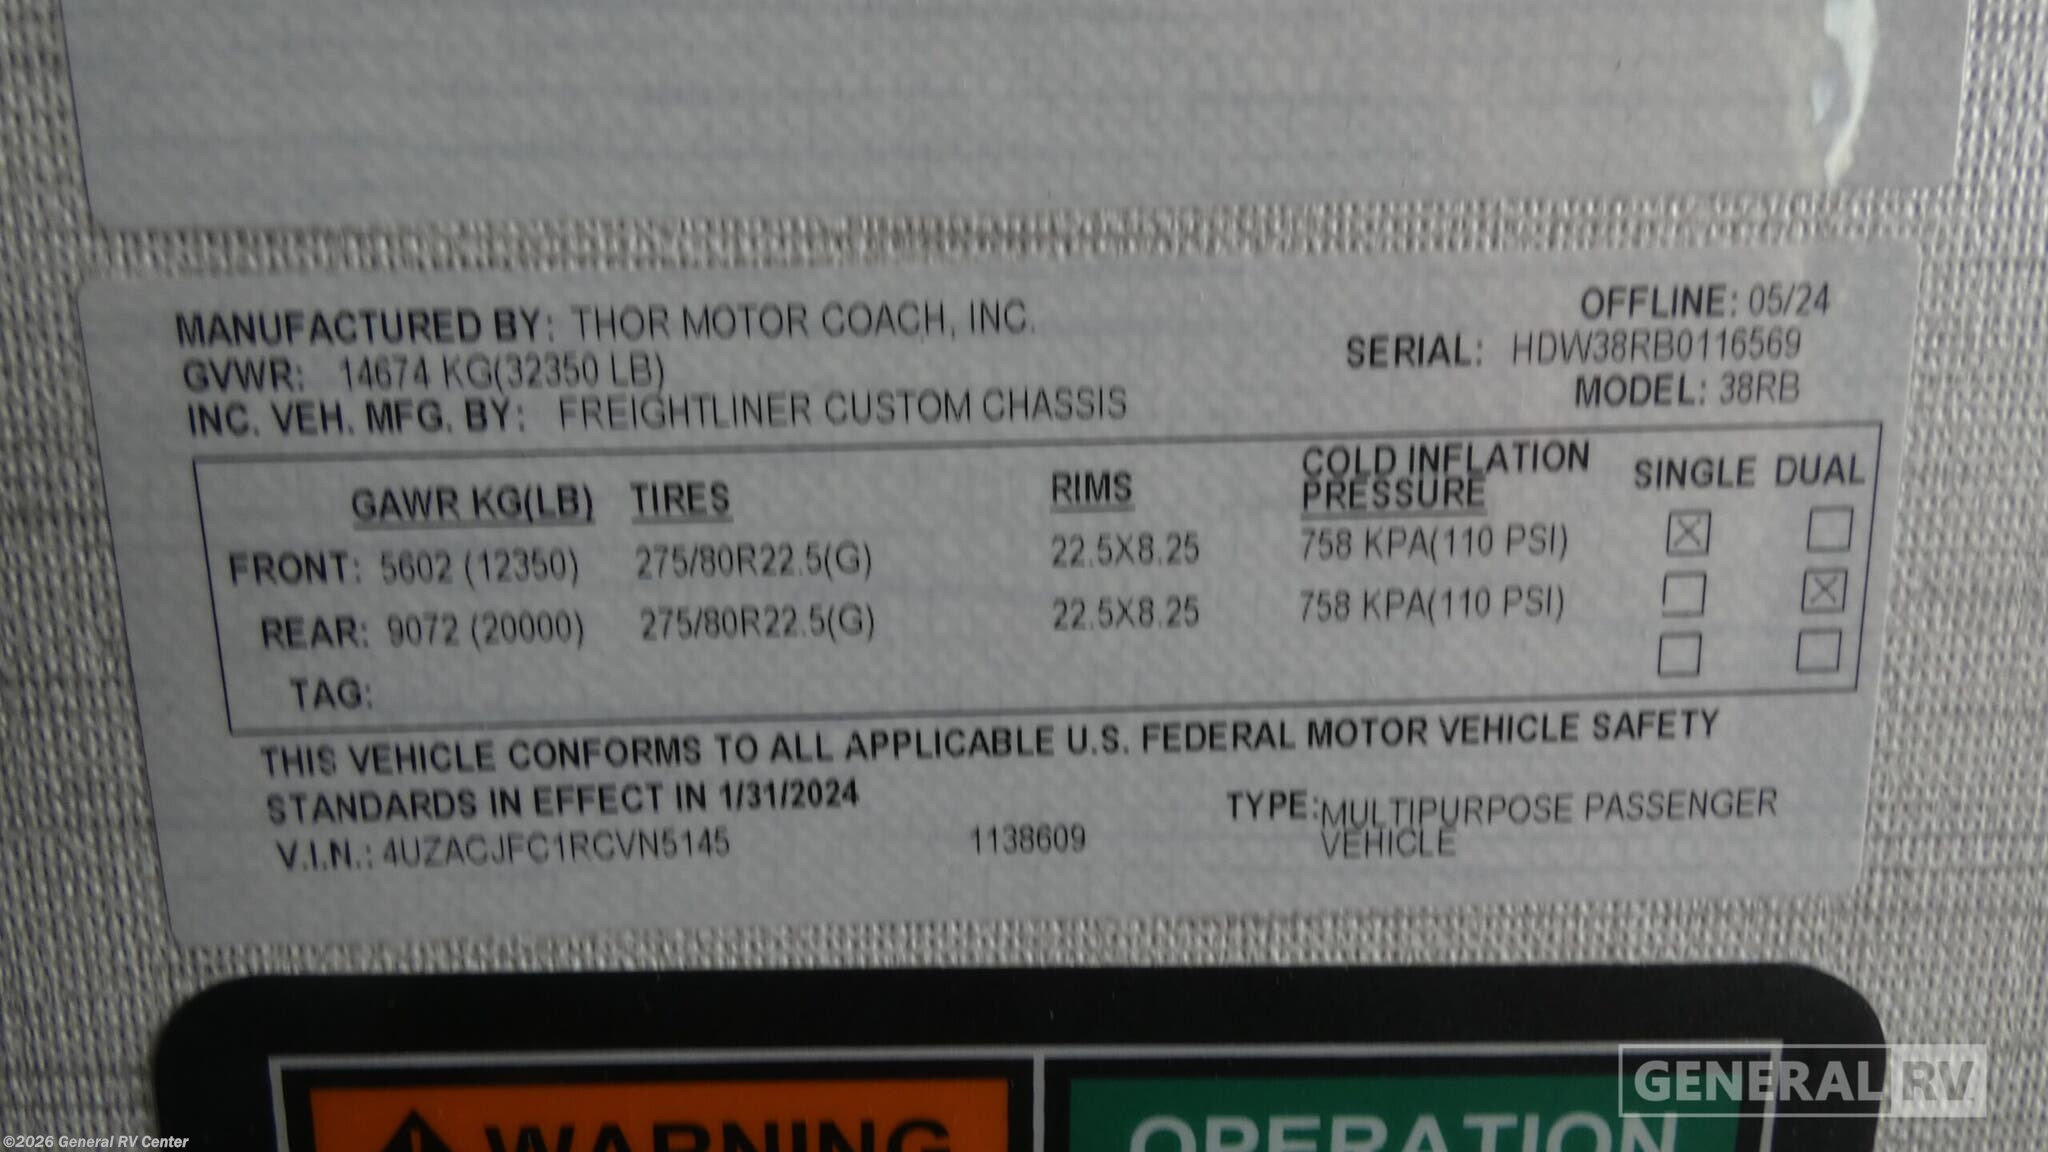 OFFLINE: 05/24
MANUFACTURED BY: THOR MOTOR COACH, INC.
SERIAL: HDW38RB0116569
GVWR: 14674 KG(32350 LB)
MODEL: 38RB
INC. VEH. MFG. BY: FREIGHTLINER CUSTOM CHASSIS
GAWR KG(LB) TIRES RIMS COLD INFLATION PRESSURE SINGLE DUAL
FRONT: 5602 (12350) 275/80R22.5(G) 22.5X8.25 758 KPA(110 PSI) ☒ ☐
REAR: 9072 (20000) 275/80R22.5(G) 22.5X8.25 758 KPA(110 PSI) ☐ ☒
TAG: ☐ ☐
THIS VEHICLE CONFORMS TO ALL APPLICABLE U.S. FEDERAL MOTOR VEHICLE SAFETY
STANDARDS IN EFFECT IN 1/31/2024
V.I.N.: 4UZACJFC1RCVN5145 1138609 TYPE: MULTIPURPOSE PASSENGER
VEHICLE
WARNING OPERATION
GENERAL RV
©2026 General RV Center